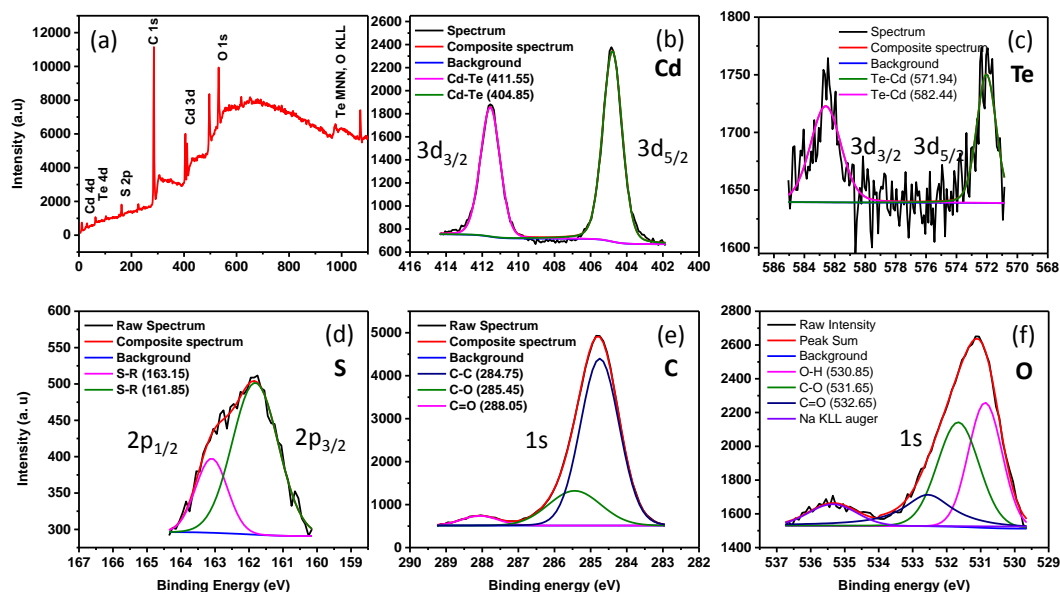 (a)
C 1s
O 1s
Te MNN, O KLL
Cd 3d
S 2p
Te 4d
Cd 4d
Intensity (a.u)
12000
10000
8000
6000
4000
2000
0
0 200 400 600 800 1000
(b)
Cd
Spectrum
Composite spectrum
Background
Cd-Te (411.55)
Cd-Te (404.85)
3d3/2
3d5/2
2600
2400
2200
2000
1800
1600
1400
1200
1000
800
600
416 414 412 410 408 406 404 402 400
(c)
Te
Spectrum
Composite spectrum
Background
Te-Cd (571.94)
Te-Cd (582.44)
3d3/2
3d5/2
1800
1750
1700
1650
1600
586 584 582 580 578 576 574 572 570 568
(d)
S
Raw Spectrum
Composite spectrum
Background
S-R (163.15)
S-R (161.85)
2p1/2
2p3/2
Intensity (a. u)
600
550
500
450
400
350
300
167 166 165 164 163 162 161 160 159
Binding Energy (eV)
(e)
C
Raw Spectrum
Composite spectrum
Background
C-C (284.75)
C-O (285.45)
C=O (288.05)
1s
5000
4000
3000
2000
1000
0
290 288 286 284 282
Binding energy (eV)
(f)
O
Raw Intensity
Peak Sum
Background
O-H (530.85)
C-O (531.65)
C=O (532.65)
Na KLL auger
1s
2800
2600
2400
2200
2000
1800
1600
1400
537 536 535 534 533 532 531 530 529
Binding energy (eV)